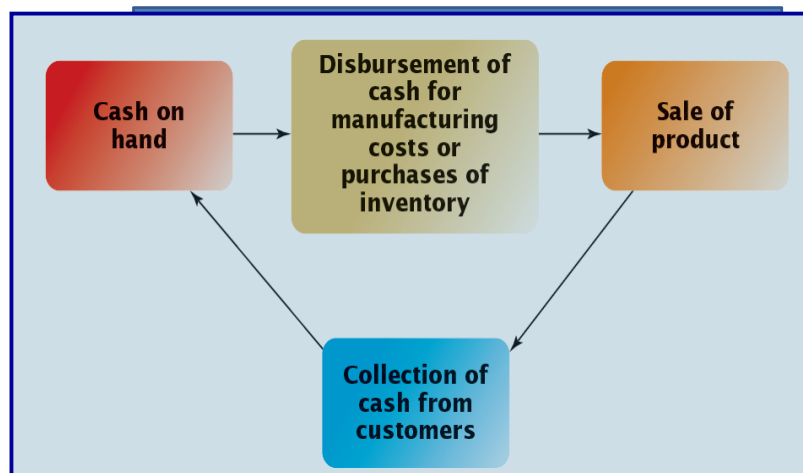 Cash on
hand
Disbursement of
cash for
manufacturing
costs or
purchases of
inventory
Sale of
product
Collection of
cash from
customers